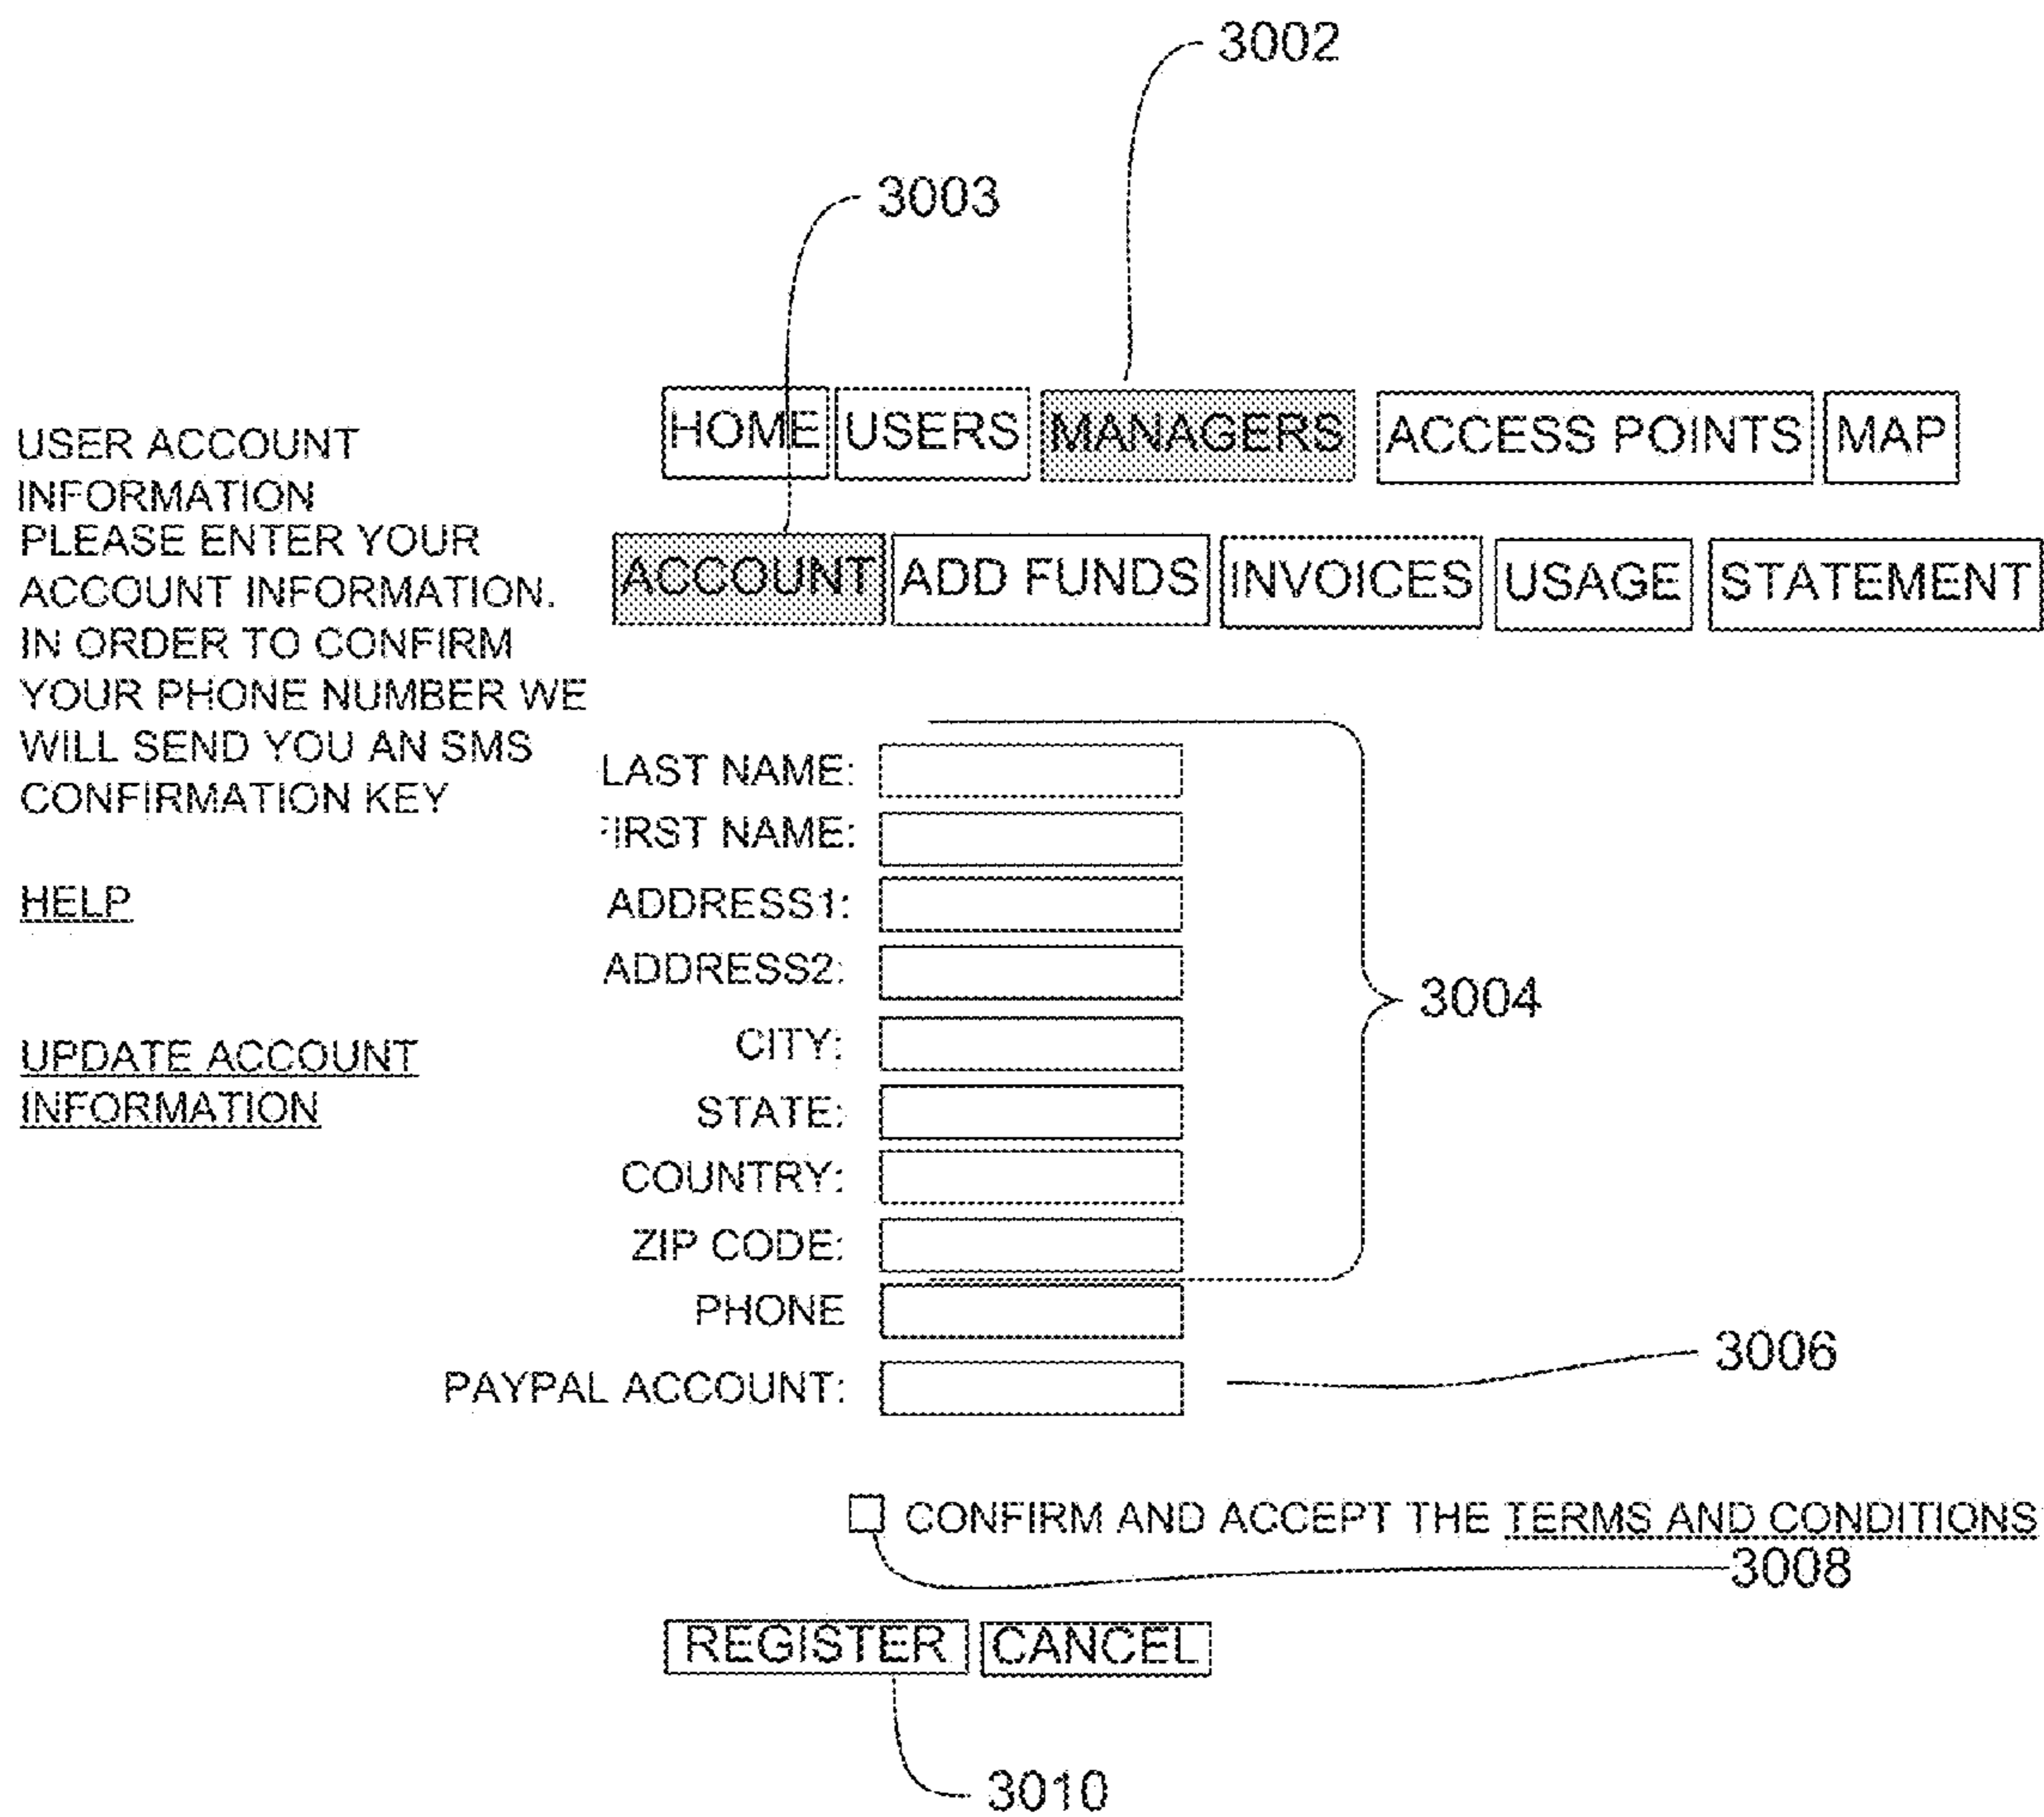 3002
3003
HOME USERS MANAGERS ACCESS POINTS MAP
ACCOUNT ADD FUNDS INVOICES USAGE STATEMENT
USER ACCOUNT
INFORMATION
PLEASE ENTER YOUR
ACCOUNT INFORMATION.
IN ORDER TO CONFIRM
YOUR PHONE NUMBER WE
WILL SEND YOU AN SMS
CONFIRMATION KEY
HELP
UPDATE ACCOUNT
INFORMATION
LAST NAME:
FIRST NAME:
ADDRESS1:
ADDRESS2:
CITY:
STATE:
COUNTRY:
ZIP CODE:
PHONE
PAYPAL ACCOUNT:
3004
3006
CONFIRM AND ACCEPT THE TERMS AND CONDITIONS
3008
REGISTER CANCEL
3010